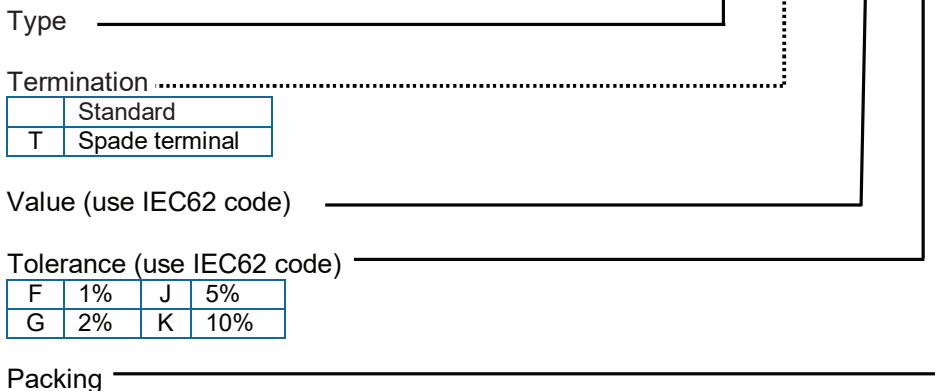 Type
Termination
Standard
T Spade terminal
Value (use IEC62 code)
Tolerance (use IEC62 code)
F 1% J 5%
G 2% K 10%
Packing